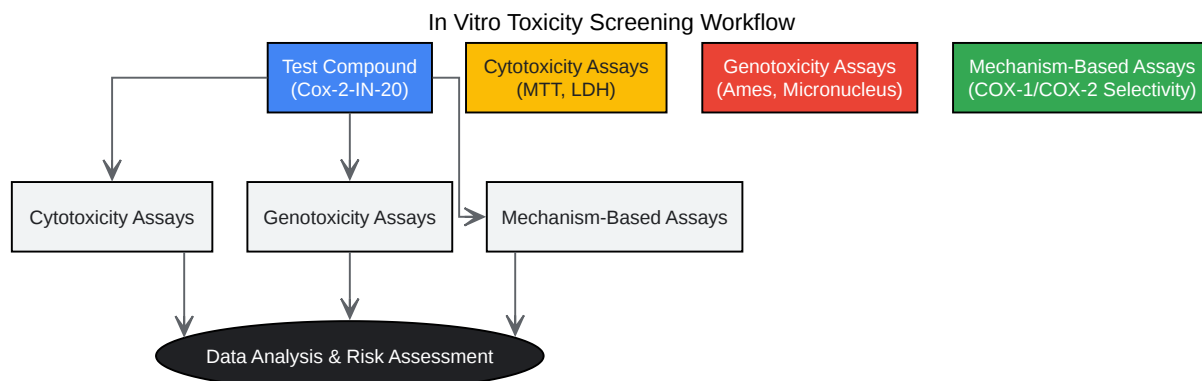 In Vitro Toxicity Screening Workflow
Test Compound
(Cox-2-IN-20)
Cytotoxicity Assays
(MTT, LDH)
Genotoxicity Assays
(Ames, Micronucleus)
Mechanism-Based Assays
(COX-1/COX-2 Selectivity)
Cytotoxicity Assays
Genotoxicity Assays
Mechanism-Based Assays
Data Analysis & Risk Assessment